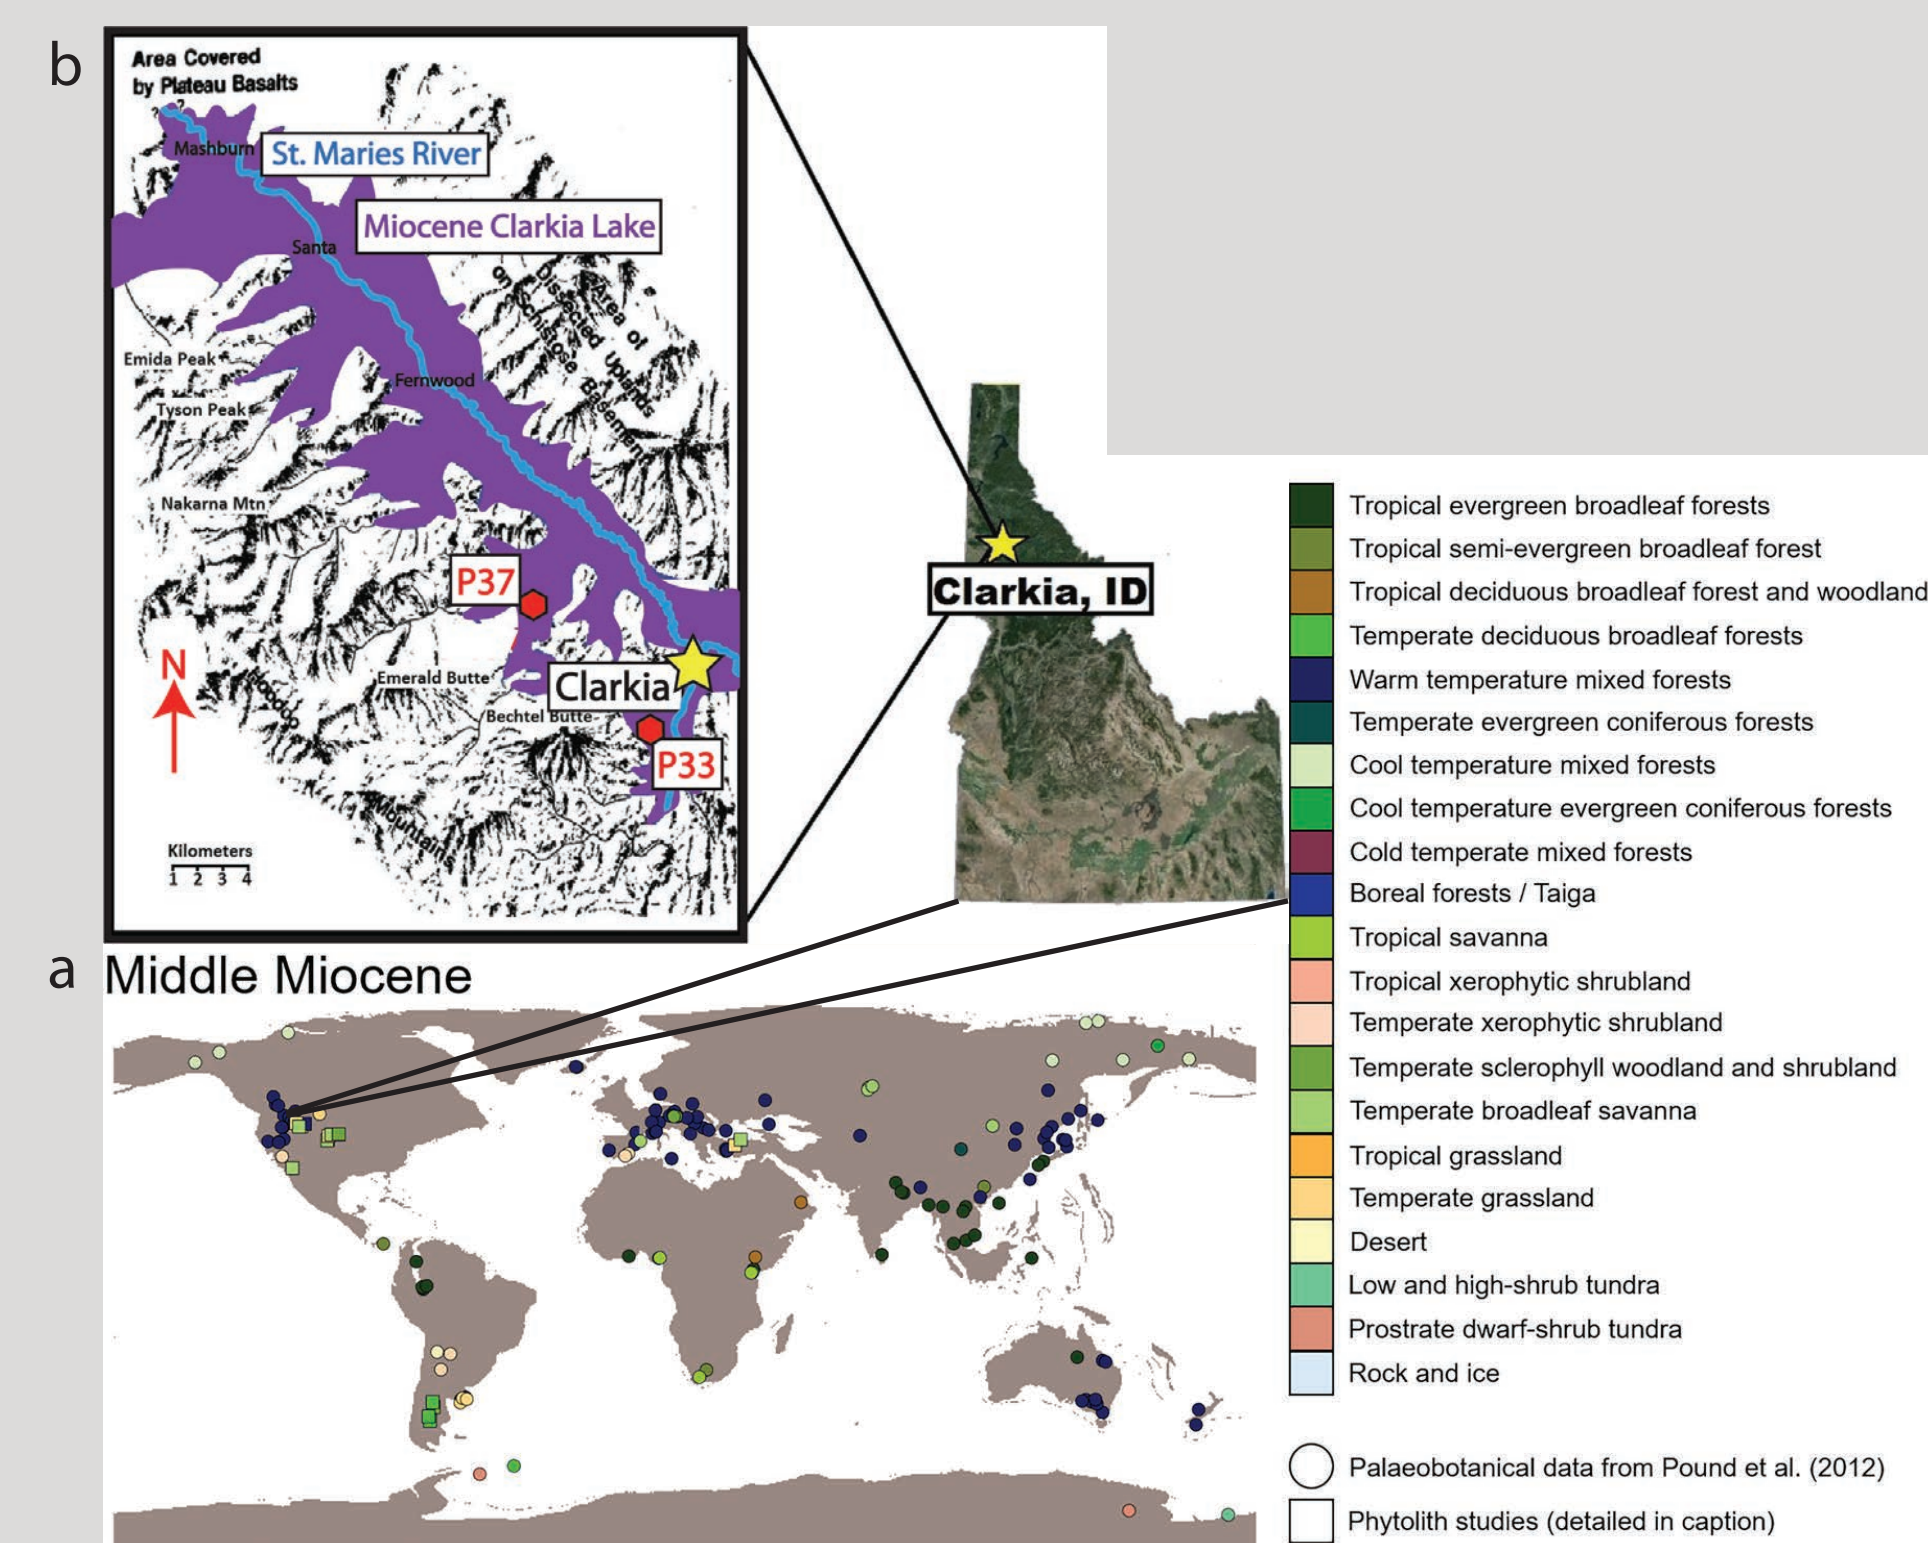 b
Area Covered
by Plateau Basalts
? ?
Mashburn
St. Maries River
Miocene Clarkia Lake
Santa
Area of
Dissected Uplands
on Schistose Basement
Emida Peak
Fernwood
Tyson Peak
Nakarna Mtn
P37
N
Clarkia
Emerald Butte
Hoodoo
Bechtel Butte
P33
Mountains
Kilometers
1 2 3 4
Clarkia, ID
a
Middle Miocene
Tropical evergreen broadleaf forests
Tropical semi-evergreen broadleaf forest
Tropical deciduous broadleaf forest and woodland
Temperate deciduous broadleaf forests
Warm temperature mixed forests
Temperate evergreen coniferous forests
Cool temperature mixed forests
Cool temperature evergreen coniferous forests
Cold temperate mixed forests
Boreal forests / Taiga
Tropical savanna
Tropical xerophytic shrubland
Temperate xerophytic shrubland
Temperate sclerophyll woodland and shrubland
Temperate broadleaf savanna
Tropical grassland
Temperate grassland
Desert
Low and high-shrub tundra
Prostrate dwarf-shrub tundra
Rock and ice
Palaeobotanical data from Pound et al. (2012)
Phytolith studies (detailed in caption)